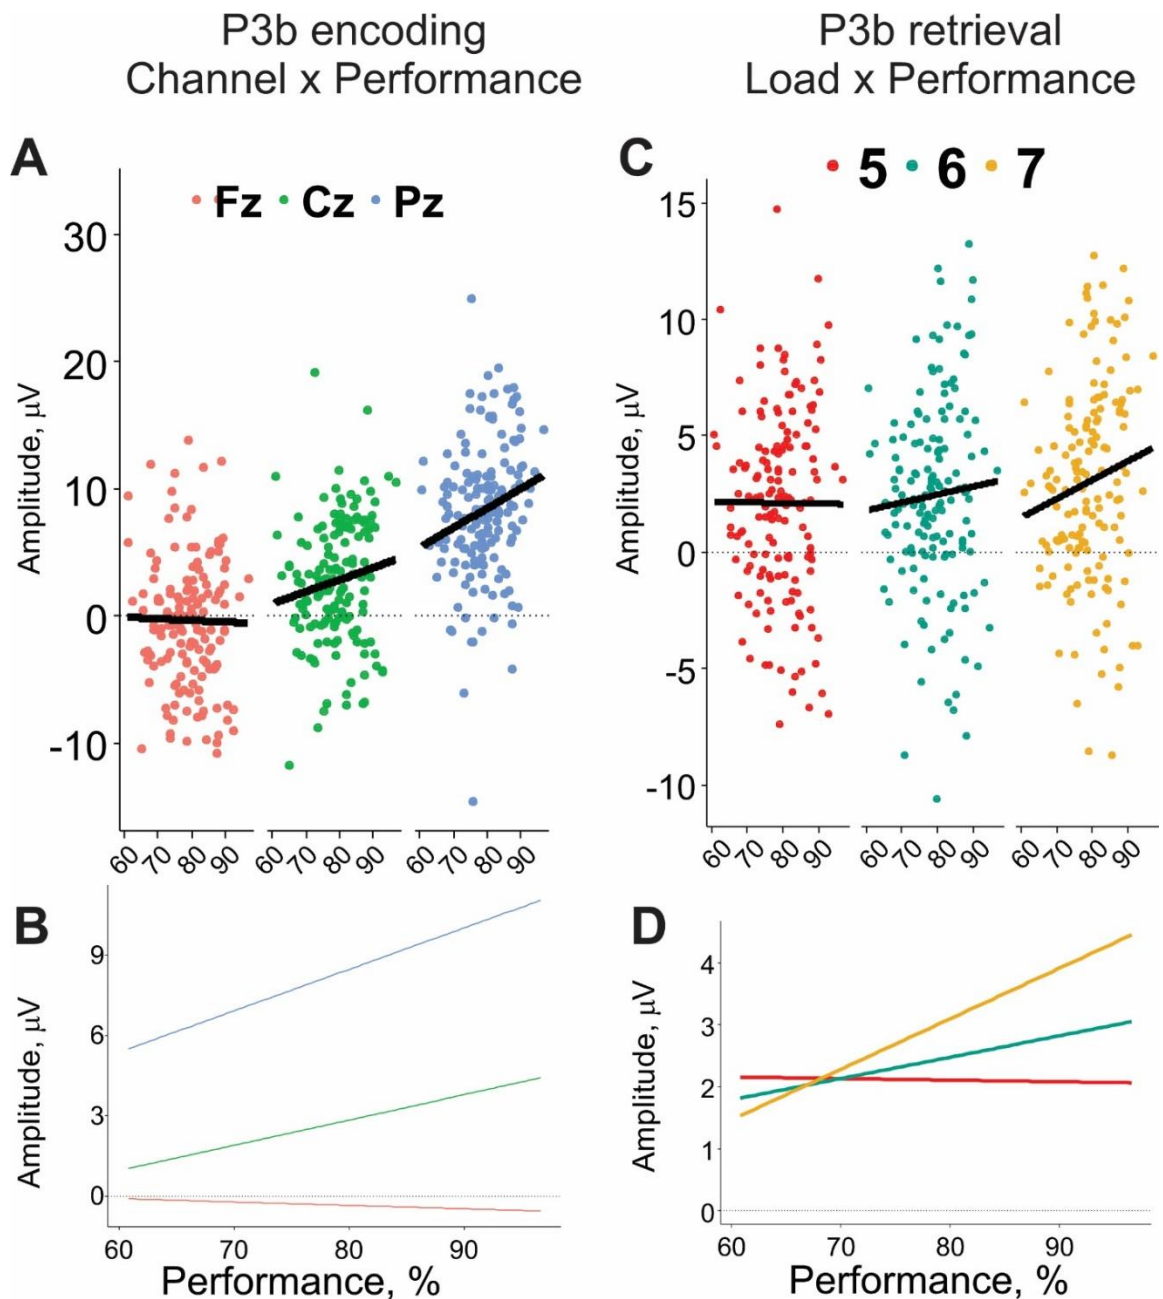 P3b encoding
Channel x Performance
P3b retrieval
Load x Performance
A
Fz Cz Pz
30
20
10
0
-10
Amplitude, μV
60 70 80 90 60 70 80 90 60 70 80 90
C
5 6 7
15
10
5
0
-5
-10
Amplitude, μV
60 70 80 90 60 70 80 90 60 70 80 90
B
9
6
3
0
Amplitude, μV
60 70 80 90
Performance, %
D
4
3
2
1
0
Amplitude, μV
60 70 80 90
Performance, %